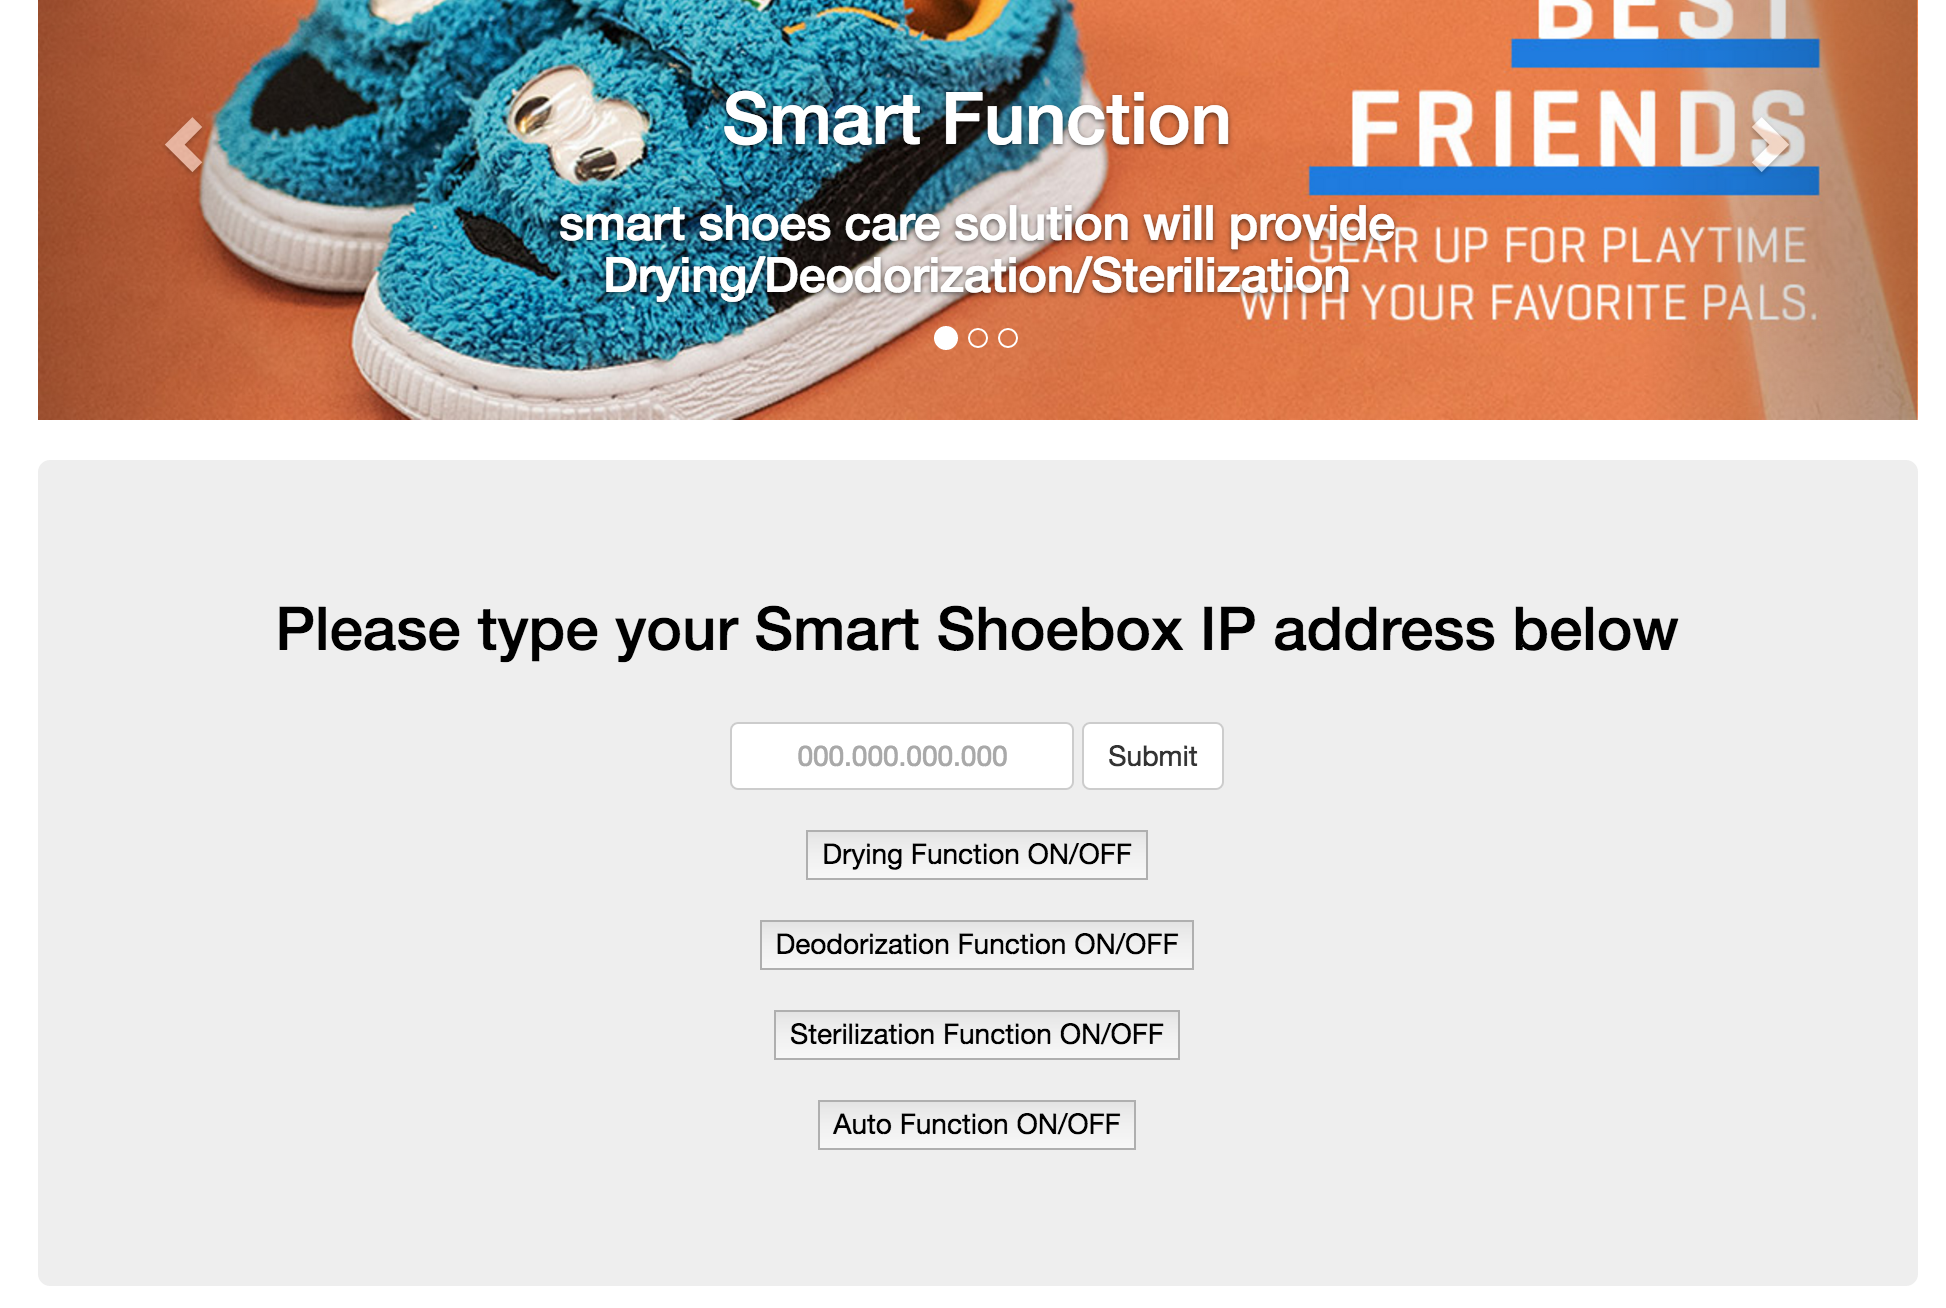 BEST
FRIENDS
Smart Function
smart shoes care solution will provide
Drying/Deodorization/Sterilization
GEAR UP FOR PLAYTIME
WITH YOUR FAVORITE PALS.
Please type your Smart Shoebox IP address below
000.000.000.000
Submit
Drying Function ON/OFF
Deodorization Function ON/OFF
Sterilization Function ON/OFF
Auto Function ON/OFF